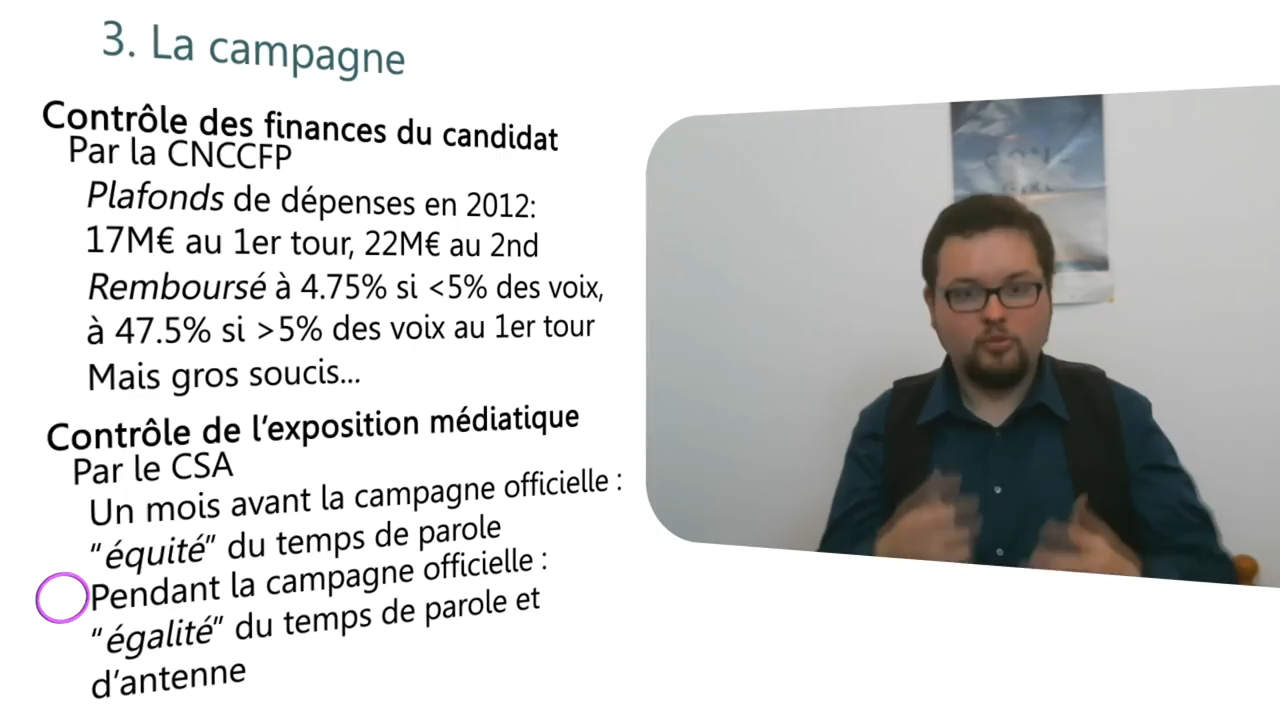 3. La campagne
Contrôle des finances du candidat
Par la CNCCFP
Plafonds de dépenses en 2012:
17M€ au 1er tour, 22M€ au 2nd
Remboursé à 4.75% si <5% des voix,
à 47.5% si >5% des voix au 1er tour
Mais gros soucis...
Contrôle de l’exposition médiatique
Par le CSA
Un mois avant la campagne officielle :
“équité” du temps de parole
Pendant la campagne officielle :
“égalité” du temps de parole et
d’antenne